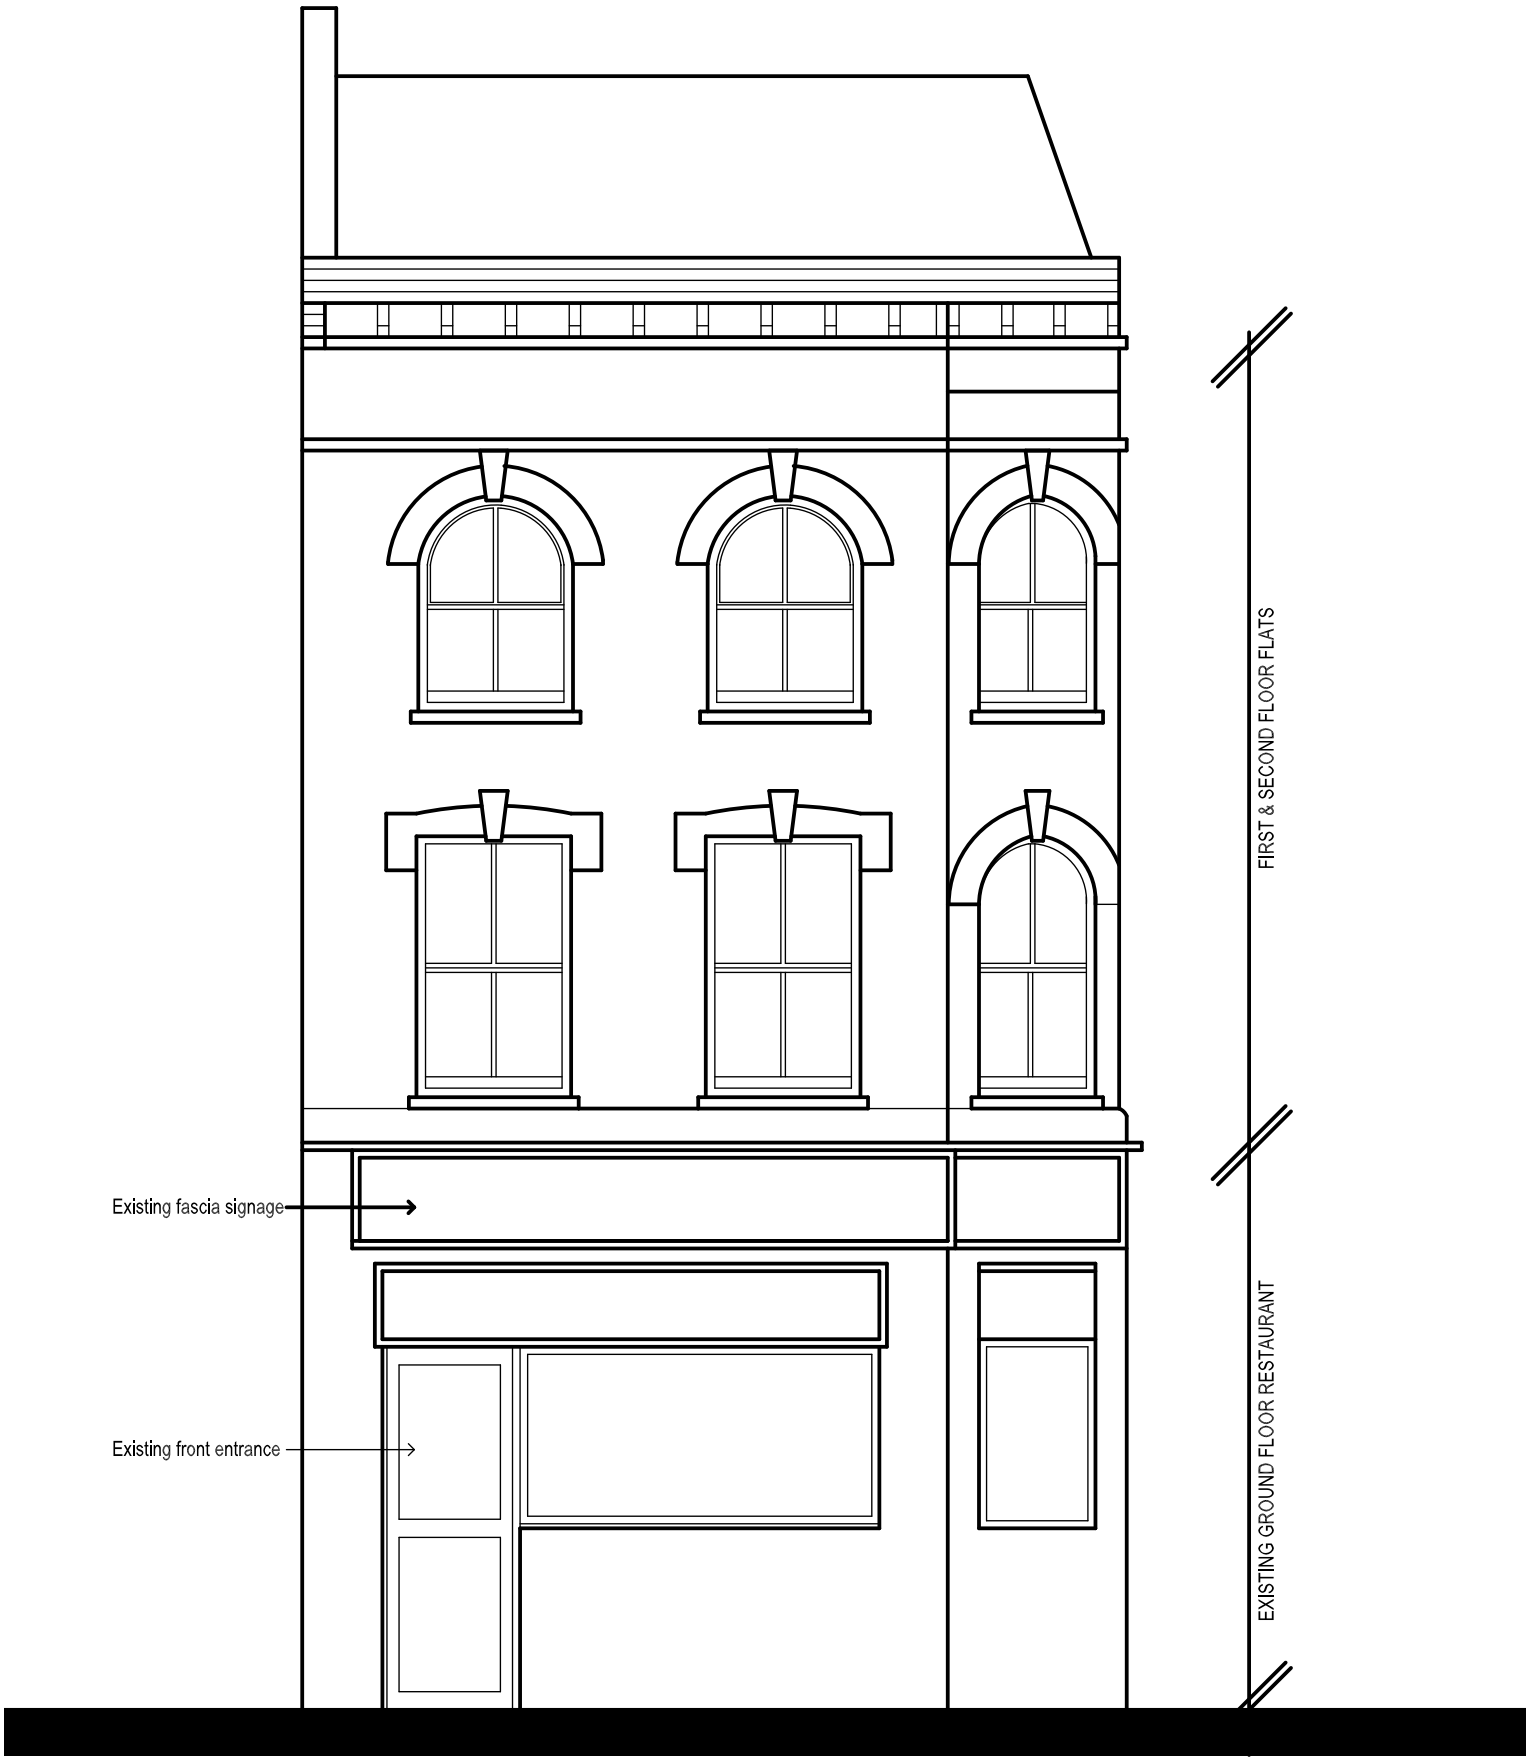 FIRST & SECOND FLOOR FLATS
Existing fascia signage
EXISTING GROUND FLOOR RESTAURANT
Existing front entrance